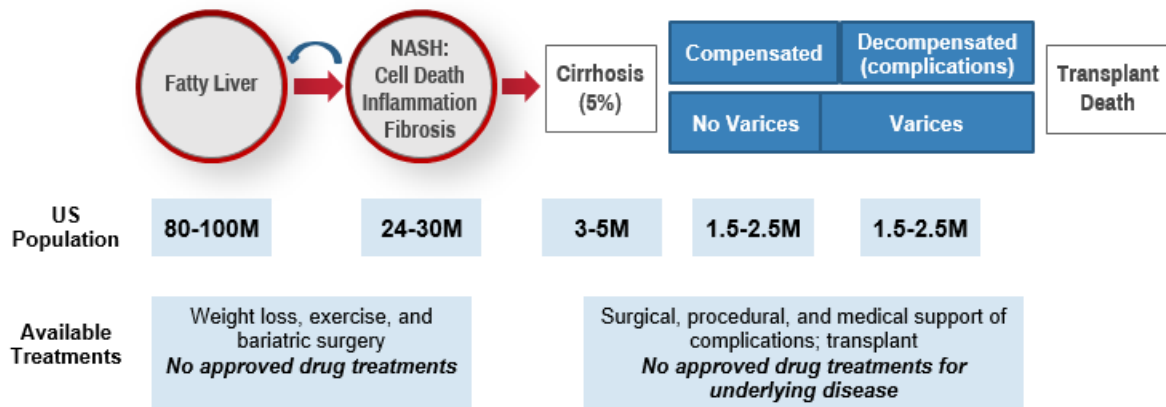 Fatty Liver
NASH:
Cell Death
Inflammation
Fibrosis
Cirrhosis
(5%)
Compensated
Decompensated
(complications)
No Varices
Varices
Transplant
Death
US
Population
80-100M
24-30M
3-5M
1.5-2.5M
1.5-2.5M
Available
Treatments
Weight loss, exercise, and
bariatric surgery
No approved drug treatments
Surgical, procedural, and medical support of
complications; transplant
No approved drug treatments for
underlying disease